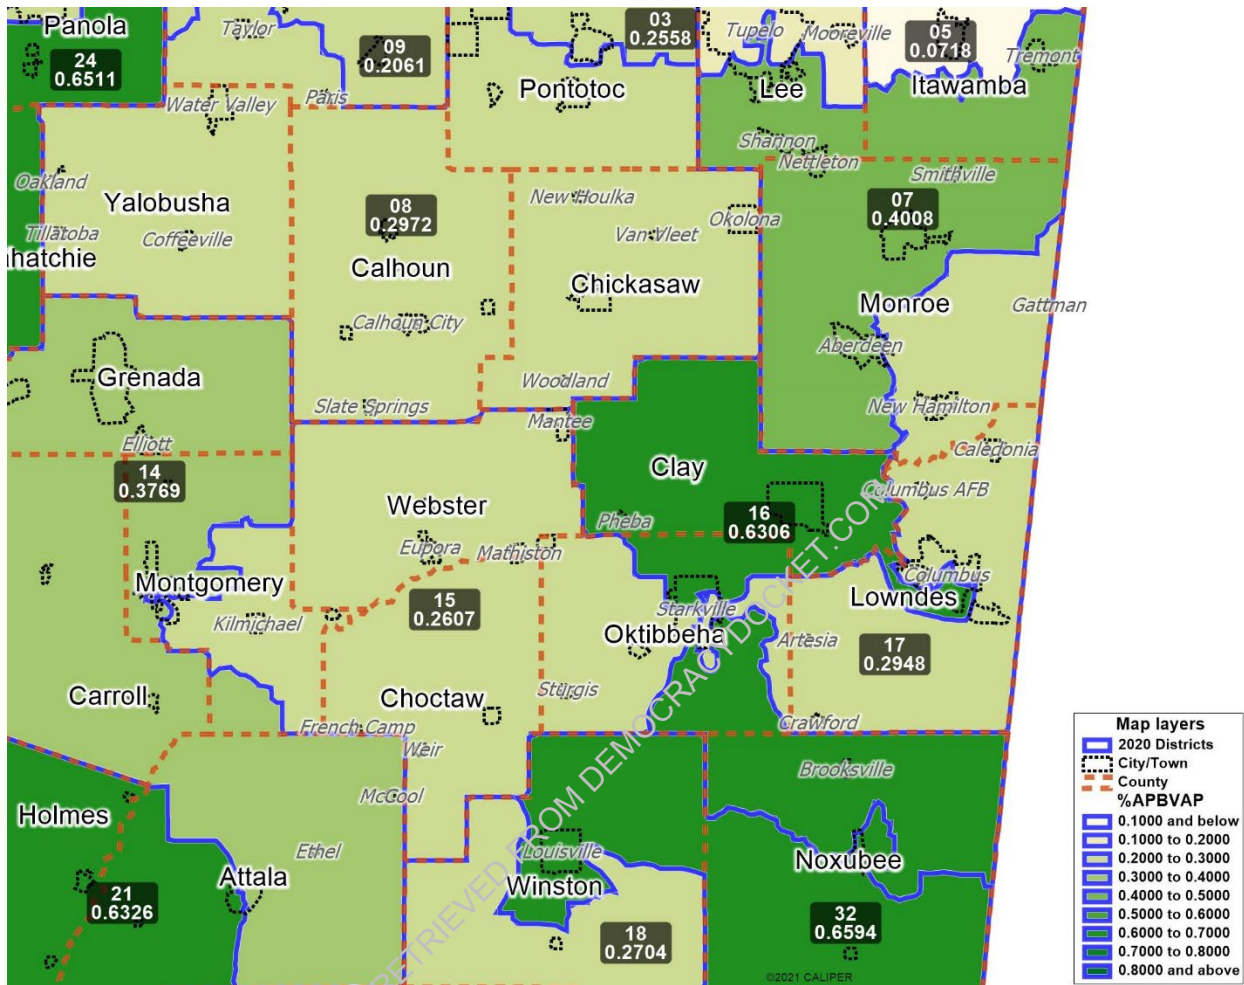 Panola
24
0.6511
Taylor
09
0.2061
03
0.2558
Pontotoc
Tupelo
Mooreville
Lee
05
0.0718
Tremont
Itawamba
Water Valley
Paris
Shannon
Nettleton
Smithville
Oakland
Yalobusha
08
0.2972
New Houlka
Okolona
07
0.4008
Tillatoba
Coffeeville
Van Vleet
hatchie
Calhoun
Chickasaw
Monroe
Gattman
Calhoun City
Aberdeen
Grenada
Woodland
Slate Springs
Mantee
New Hamilton
Elliott
Caledonia
14
0.3769
Clay
Columbus AFB
Webster
Pheba
16
0.6306
Eupora
Mathiston
Columbus
Montgomery
Lowndes
15
0.2607
Kilmichael
Starkville
Oktibbeha
Artesia
17
0.2948
Carroll
Choctaw
Sturgis
French Camp
Weir
Crawford
Brooksville
McCool
Holmes
Ethel
Louisville
Noxubee
Attala
Winston
21
0.6326
18
0.2704
32
0.6594
©2021 CALIPER
RETRIEVED FROM DEMOCRACYDOCKET.COM
Map layers
2020 Districts
City/Town
County
%APBVAP
0.1000 and below
0.1000 to 0.2000
0.2000 to 0.3000
0.3000 to 0.4000
0.4000 to 0.5000
0.5000 to 0.6000
0.6000 to 0.7000
0.7000 to 0.8000
0.8000 and above